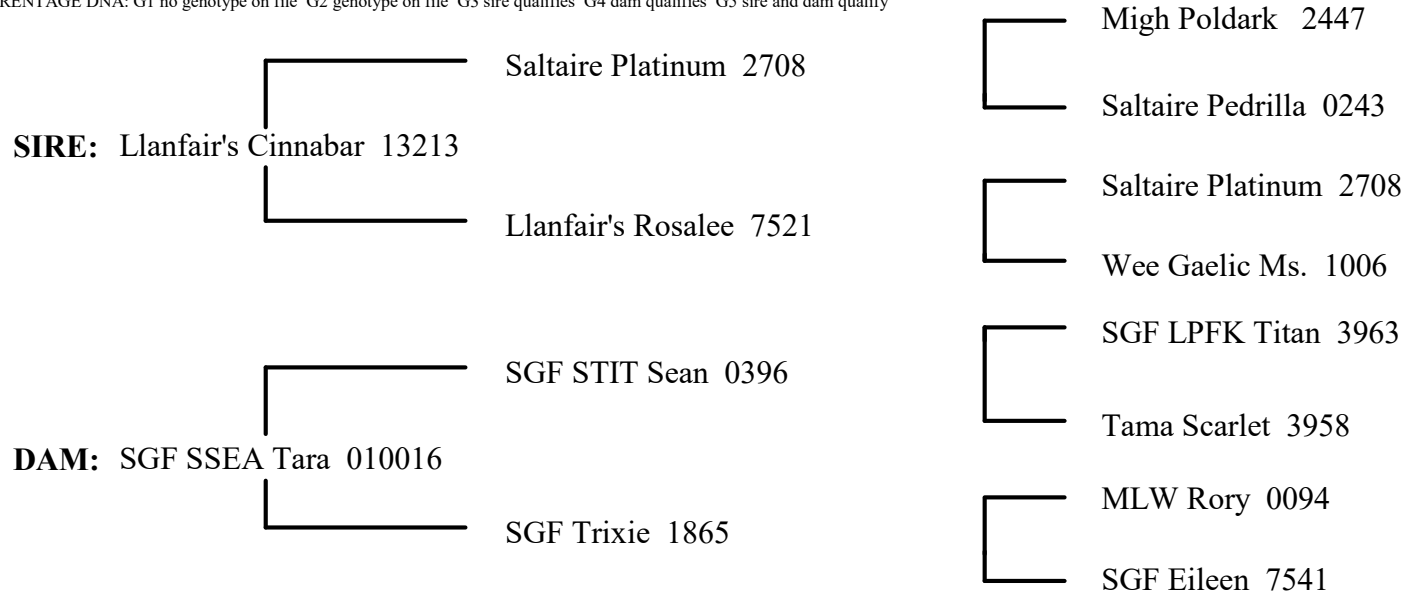 RENTAGE DNA: G1 no genotype on file G2 genotype on file G3 sire qualifies G4 dam qualifies G5 sire and dam qualify
Migh Poldark 2447
Saltaire Platinum 2708
Saltaire Pedrilla 0243
SIRE: Llanfair's Cinnabar 13213
Saltaire Platinum 2708
Llanfair's Rosalee 7521
Wee Gaelic Ms. 1006
SGF LPFK Titan 3963
SGF STIT Sean 0396
Tama Scarlet 3958
DAM: SGF SSEA Tara 010016
MLW Rory 0094
SGF Trixie 1865
SGF Eileen 7541